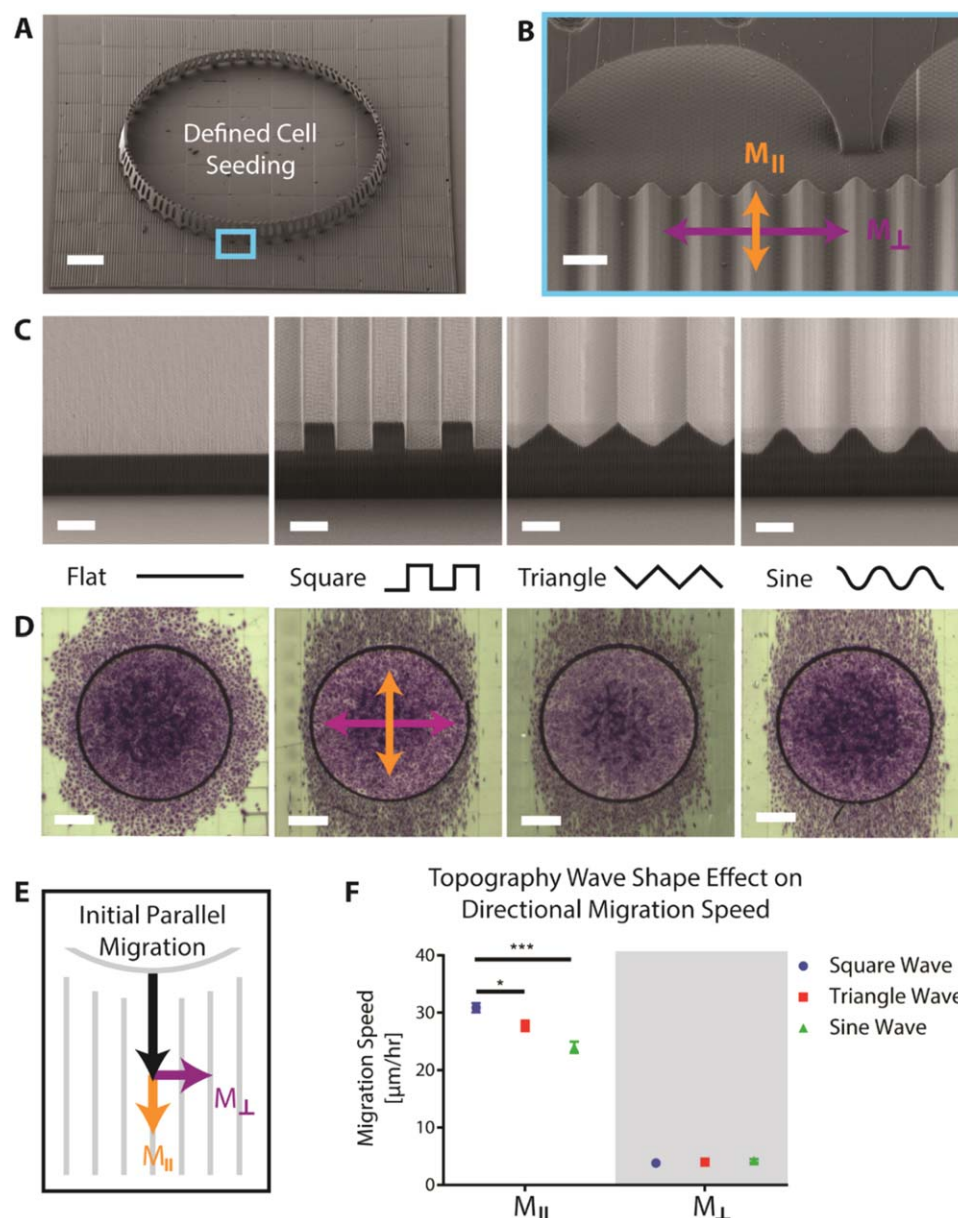 A
Defined Cell
Seeding
B
M||
M⊥
C
Flat
Square
Triangle
Sine
D
E
Initial Parallel
Migration
M⊥
M||
F
Topography Wave Shape Effect on
Directional Migration Speed
Migration Speed
[µm/hr]
40
30
20
10
0
***
*
M||
M⊥
Square Wave
Triangle Wave
Sine Wave